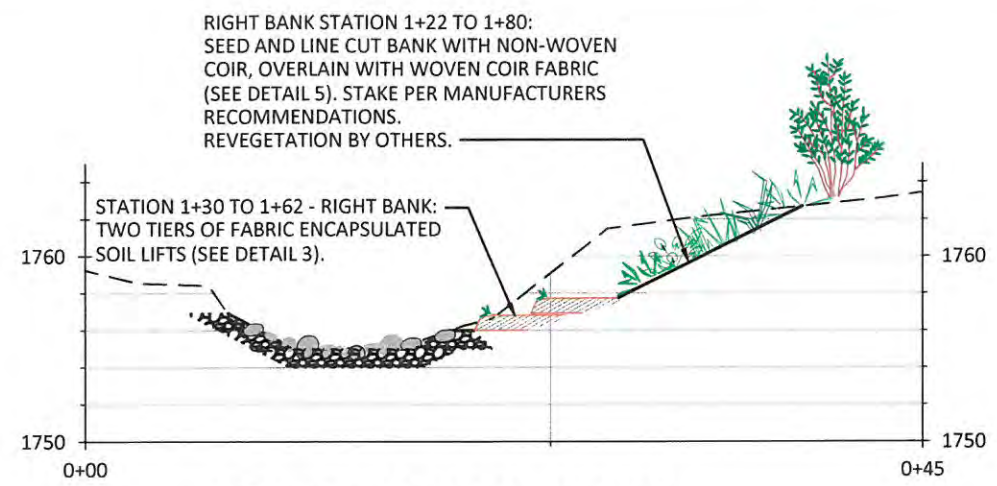 RIGHT BANK STATION 1+22 TO 1+80:
SEED AND LINE CUT BANK WITH NON-WOVEN
COIR, OVERLAIN WITH WOVEN COIR FABRIC
(SEE DETAIL 5). STAKE PER MANUFACTURERS
RECOMMENDATIONS.
REVEGETATION BY OTHERS.
STATION 1+30 TO 1+62 - RIGHT BANK:
TWO TIERS OF FABRIC ENCAPSULATED
SOIL LIFTS (SEE DETAIL 3).
1760
1760
1750
1750
0+00
0+45